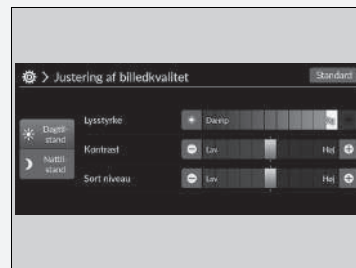 > Justering af billedkvalitet
Standard
Lysstyrke
Dæmp
Dagtil-
stand
Kontrast
Lav
Høj
Nattil-
stand
Sort niveau
Lav
Høj